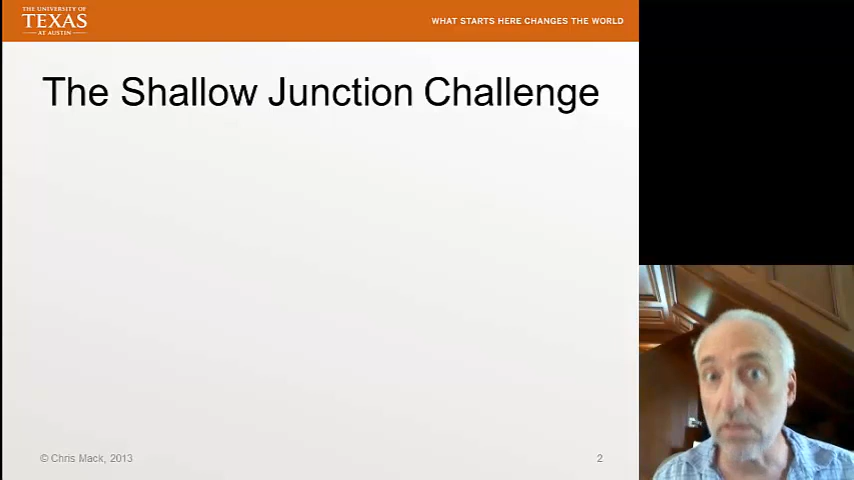 THE UNIVERSITY OF
TEXAS
AT AUSTIN
WHAT STARTS HERE CHANGES THE WORLD
The Shallow Junction Challenge
© Chris Mack, 2013
2